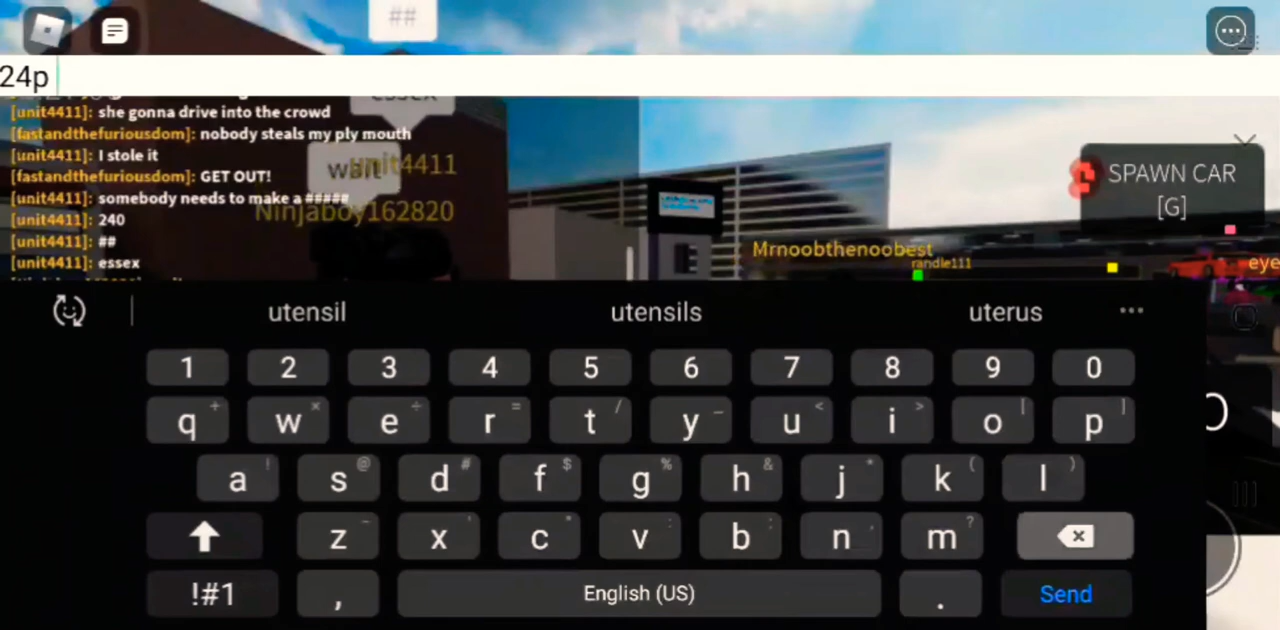 ##
24p
essex
[unit4411]: she gonna drive into the crowd
[fastandthefuriousdom]: nobody steals my ply mouth
[unit4411]: I stole it
wait
unit4411
[fastandthefuriousdom]: GET OUT!
[unit4411]: somebody needs to make a #####
Ninjaboy162820
[unit4411]: 240
[unit4411]: ##
[unit4411]: essex
SPAWN CAR
[G]
Mrnoobthenoobest
randle111
eye
utensil utensils uterus
1 2 3 4 5 6 7 8 9 0
q + w × e ÷ r = t / y _ u < i > o [ p ]
a ! s @ d # f $ g % h & j * k ( l )
z - x ' c " v : b ; n , m ?
!#1 , English (US) . Send